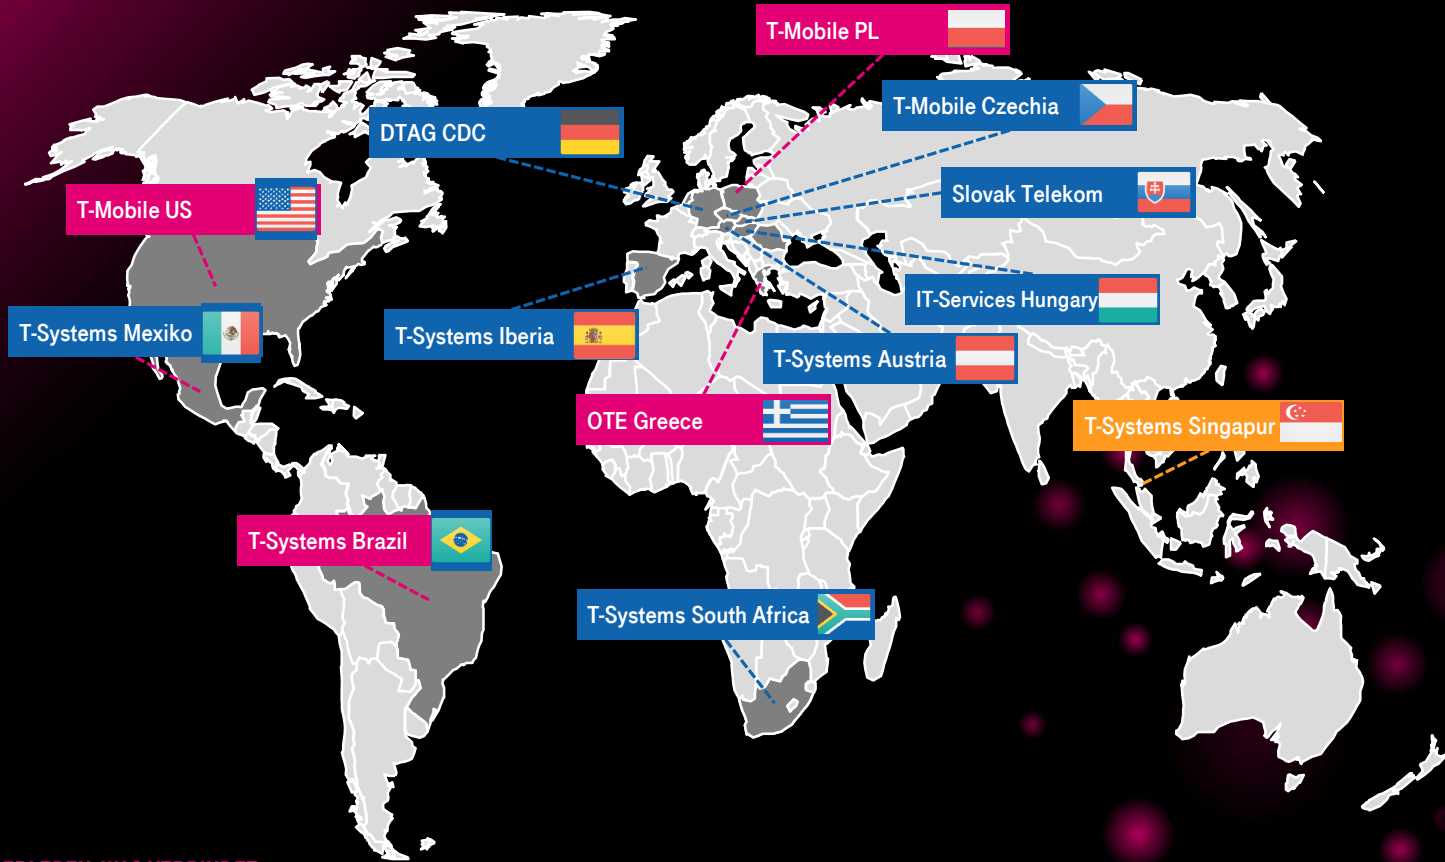 T-Mobile PL
T-Mobile Czechia
DTAG CDC
Slovak Telekom
T-Mobile US
IT-Services Hungary
T-Systems Mexiko
T-Systems Iberia
T-Systems Austria
OTE Greece
T-Systems Singapur
T-Systems Brazil
T-Systems South Africa